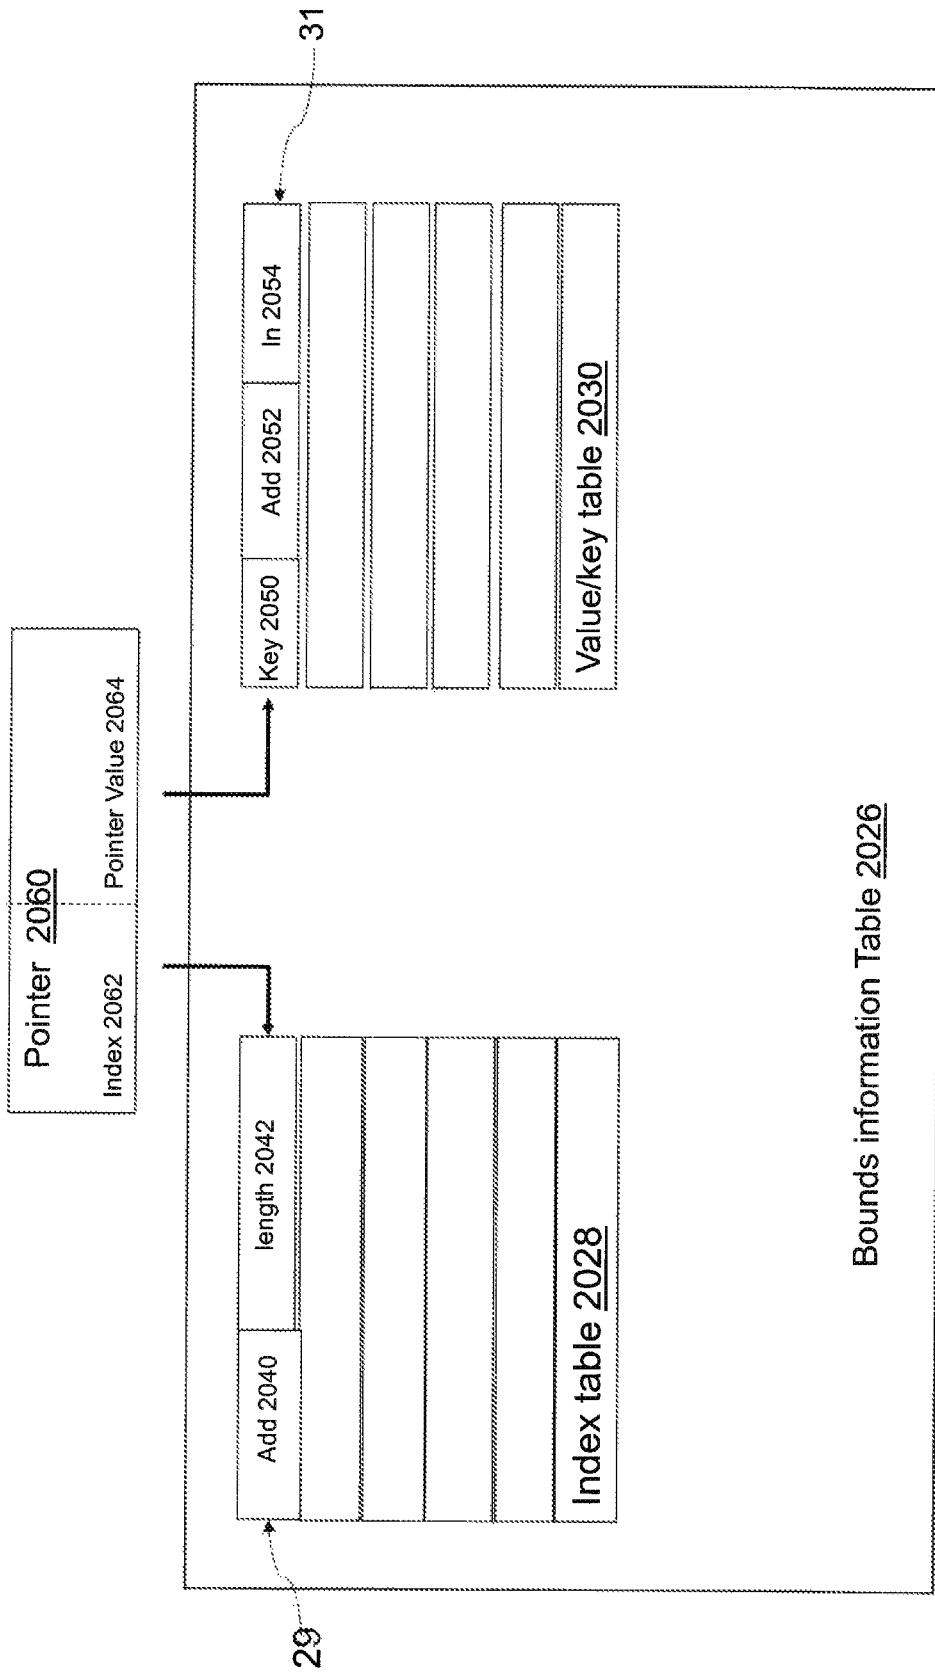 Pointer 2060
Index 2062
Pointer Value 2064
29
Add 2040
length 2042
Index table 2028
31
Key 2050
Add 2052
In 2054
Value/key table 2030
Bounds information Table 2026